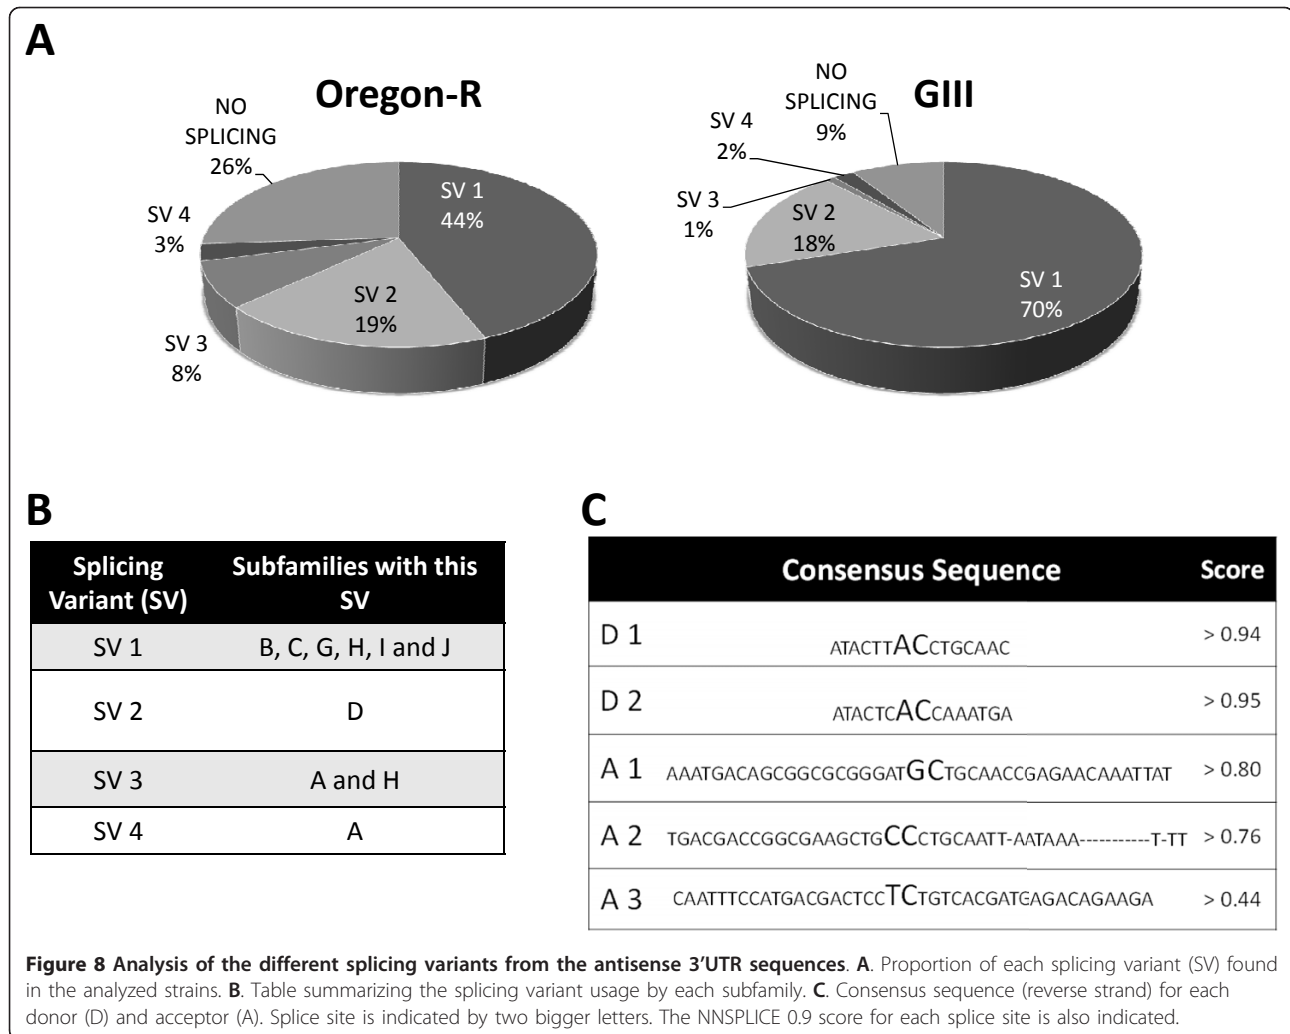 A
Oregon-R
NO
SPLICING
26%
SV 1
44%
SV 4
3%
SV 2
19%
SV 3
8%
GIII
NO
SPLICING
9%
SV 4
2%
SV 3
1%
SV 2
18%
SV 1
70%
B
Splicing Variant (SV) Subfamilies with this SV
SV 1 B, C, G, H, I and J
SV 2 D
SV 3 A and H
SV 4 A
C
Consensus Sequence Score
D 1 ATACTTACCTGCAAC > 0.94
D 2 ATACTCACCAAATGA > 0.95
A 1 AAATGACAGCGGCGCGGGATGCTGCAACCGAGAACAAATTAT > 0.80
A 2 TGACGACCGGCGAAGCTGCCCTGCAATT-AATAAA-----------T-TT > 0.76
A 3 CAATTTCCATGACGACTCCTCTGTCACGATGAGACAGAAGA > 0.44
Figure 8 Analysis of the different splicing variants from the antisense 3'UTR sequences. A. Proportion of each splicing variant (SV) found
in the analyzed strains. B. Table summarizing the splicing variant usage by each subfamily. C. Consensus sequence (reverse strand) for each
donor (D) and acceptor (A). Splice site is indicated by two bigger letters. The NNSPLICE 0.9 score for each splice site is also indicated.